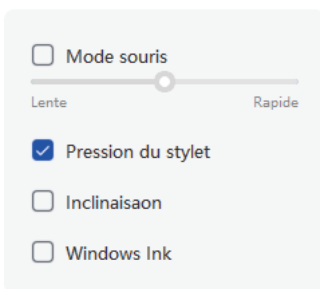 Mode souris
Lente Rapide
Pression du stylet
Inclinaisaon
Windows Ink